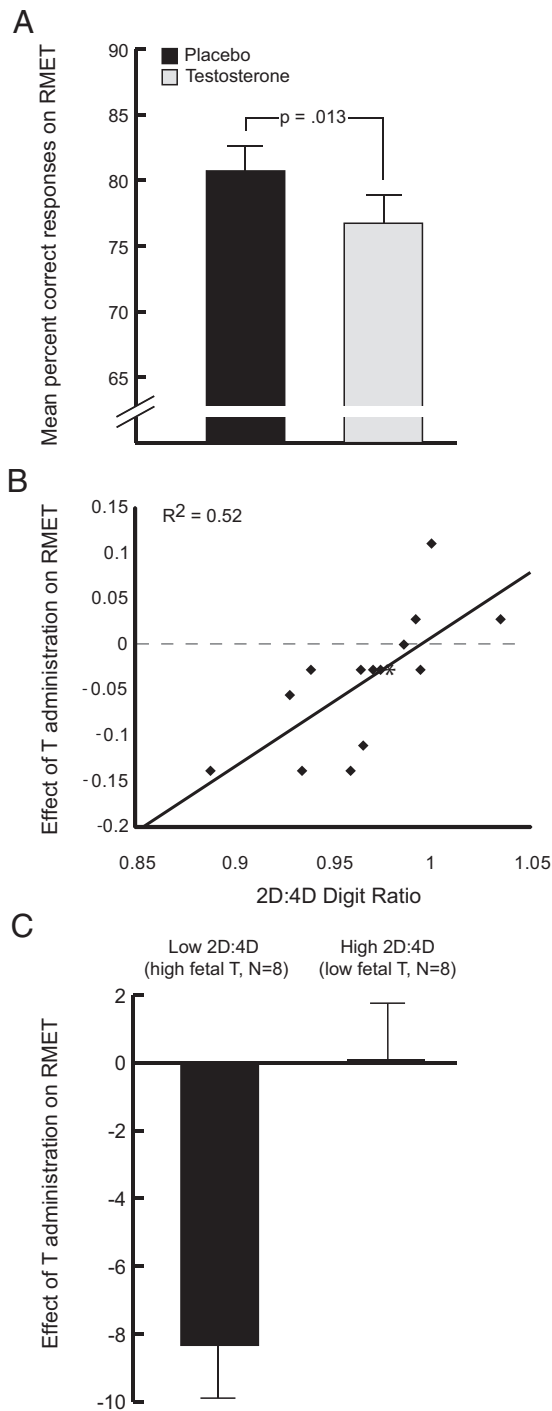 A
Mean percent correct responses on RMET
90
85
80
75
70
65
Placebo
Testosterone
p = .013
B
Effect of T administration on RMET
0.15
0.1
0.05
0
-0.05
-0.1
-0.15
-0.2
R2 = 0.52
*
0.85 0.9 0.95 1 1.05
2D:4D Digit Ratio
C
Low 2D:4D
(high fetal T, N=8)
High 2D:4D
(low fetal T, N=8)
Effect of T administration on RMET
2
0
-2
-4
-6
-8
-10